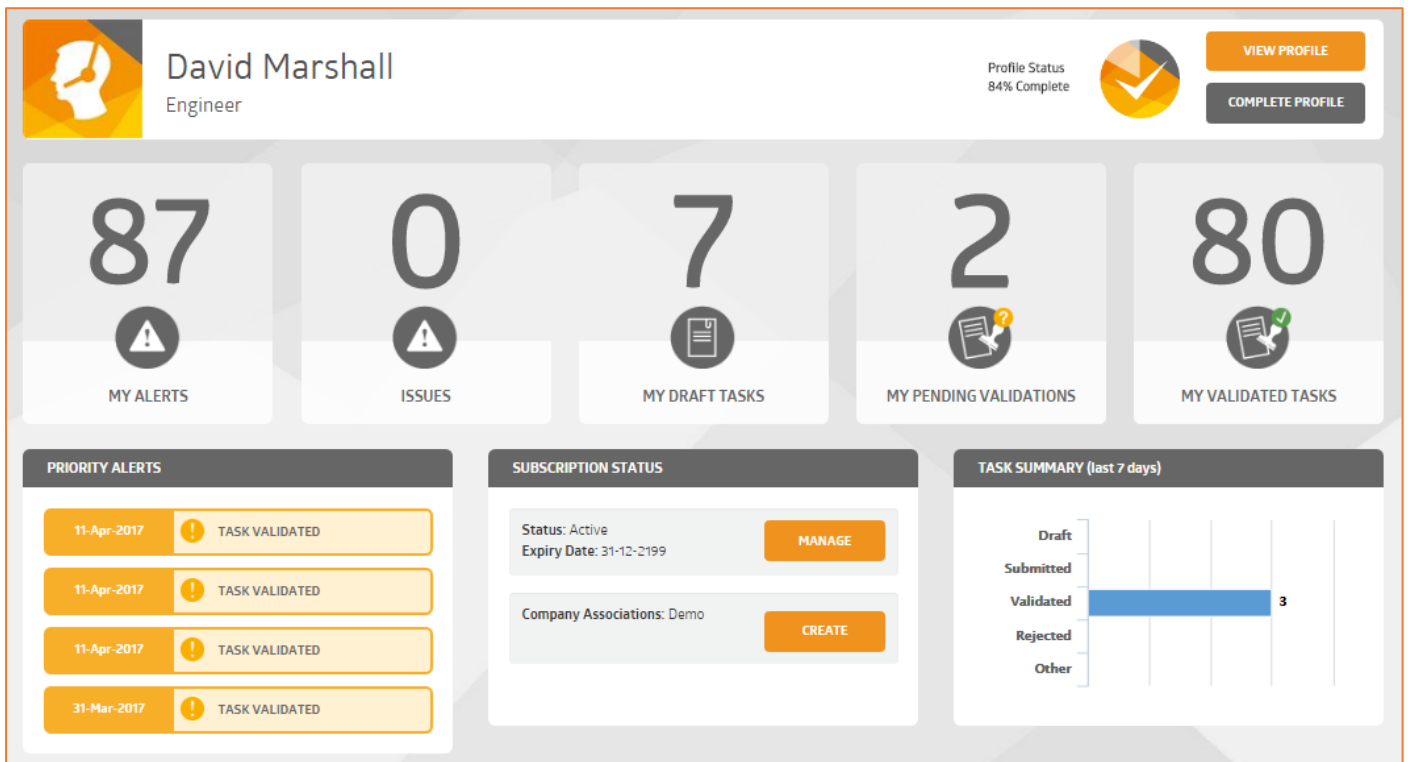 David Marshall
Engineer
Profile Status
84% Complete
VIEW PROFILE
COMPLETE PROFILE
87
MY ALERTS
0
ISSUES
7
MY DRAFT TASKS
2
?
MY PENDING VALIDATIONS
80
MY VALIDATED TASKS
PRIORITY ALERTS
11-Apr-2017 ! TASK VALIDATED
11-Apr-2017 ! TASK VALIDATED
11-Apr-2017 ! TASK VALIDATED
31-Mar-2017 ! TASK VALIDATED
SUBSCRIPTION STATUS
Status: Active
Expiry Date: 31-12-2199
MANAGE
Company Associations: Demo
CREATE
TASK SUMMARY (last 7 days)
Draft
Submitted
Validated 3
Rejected
Other